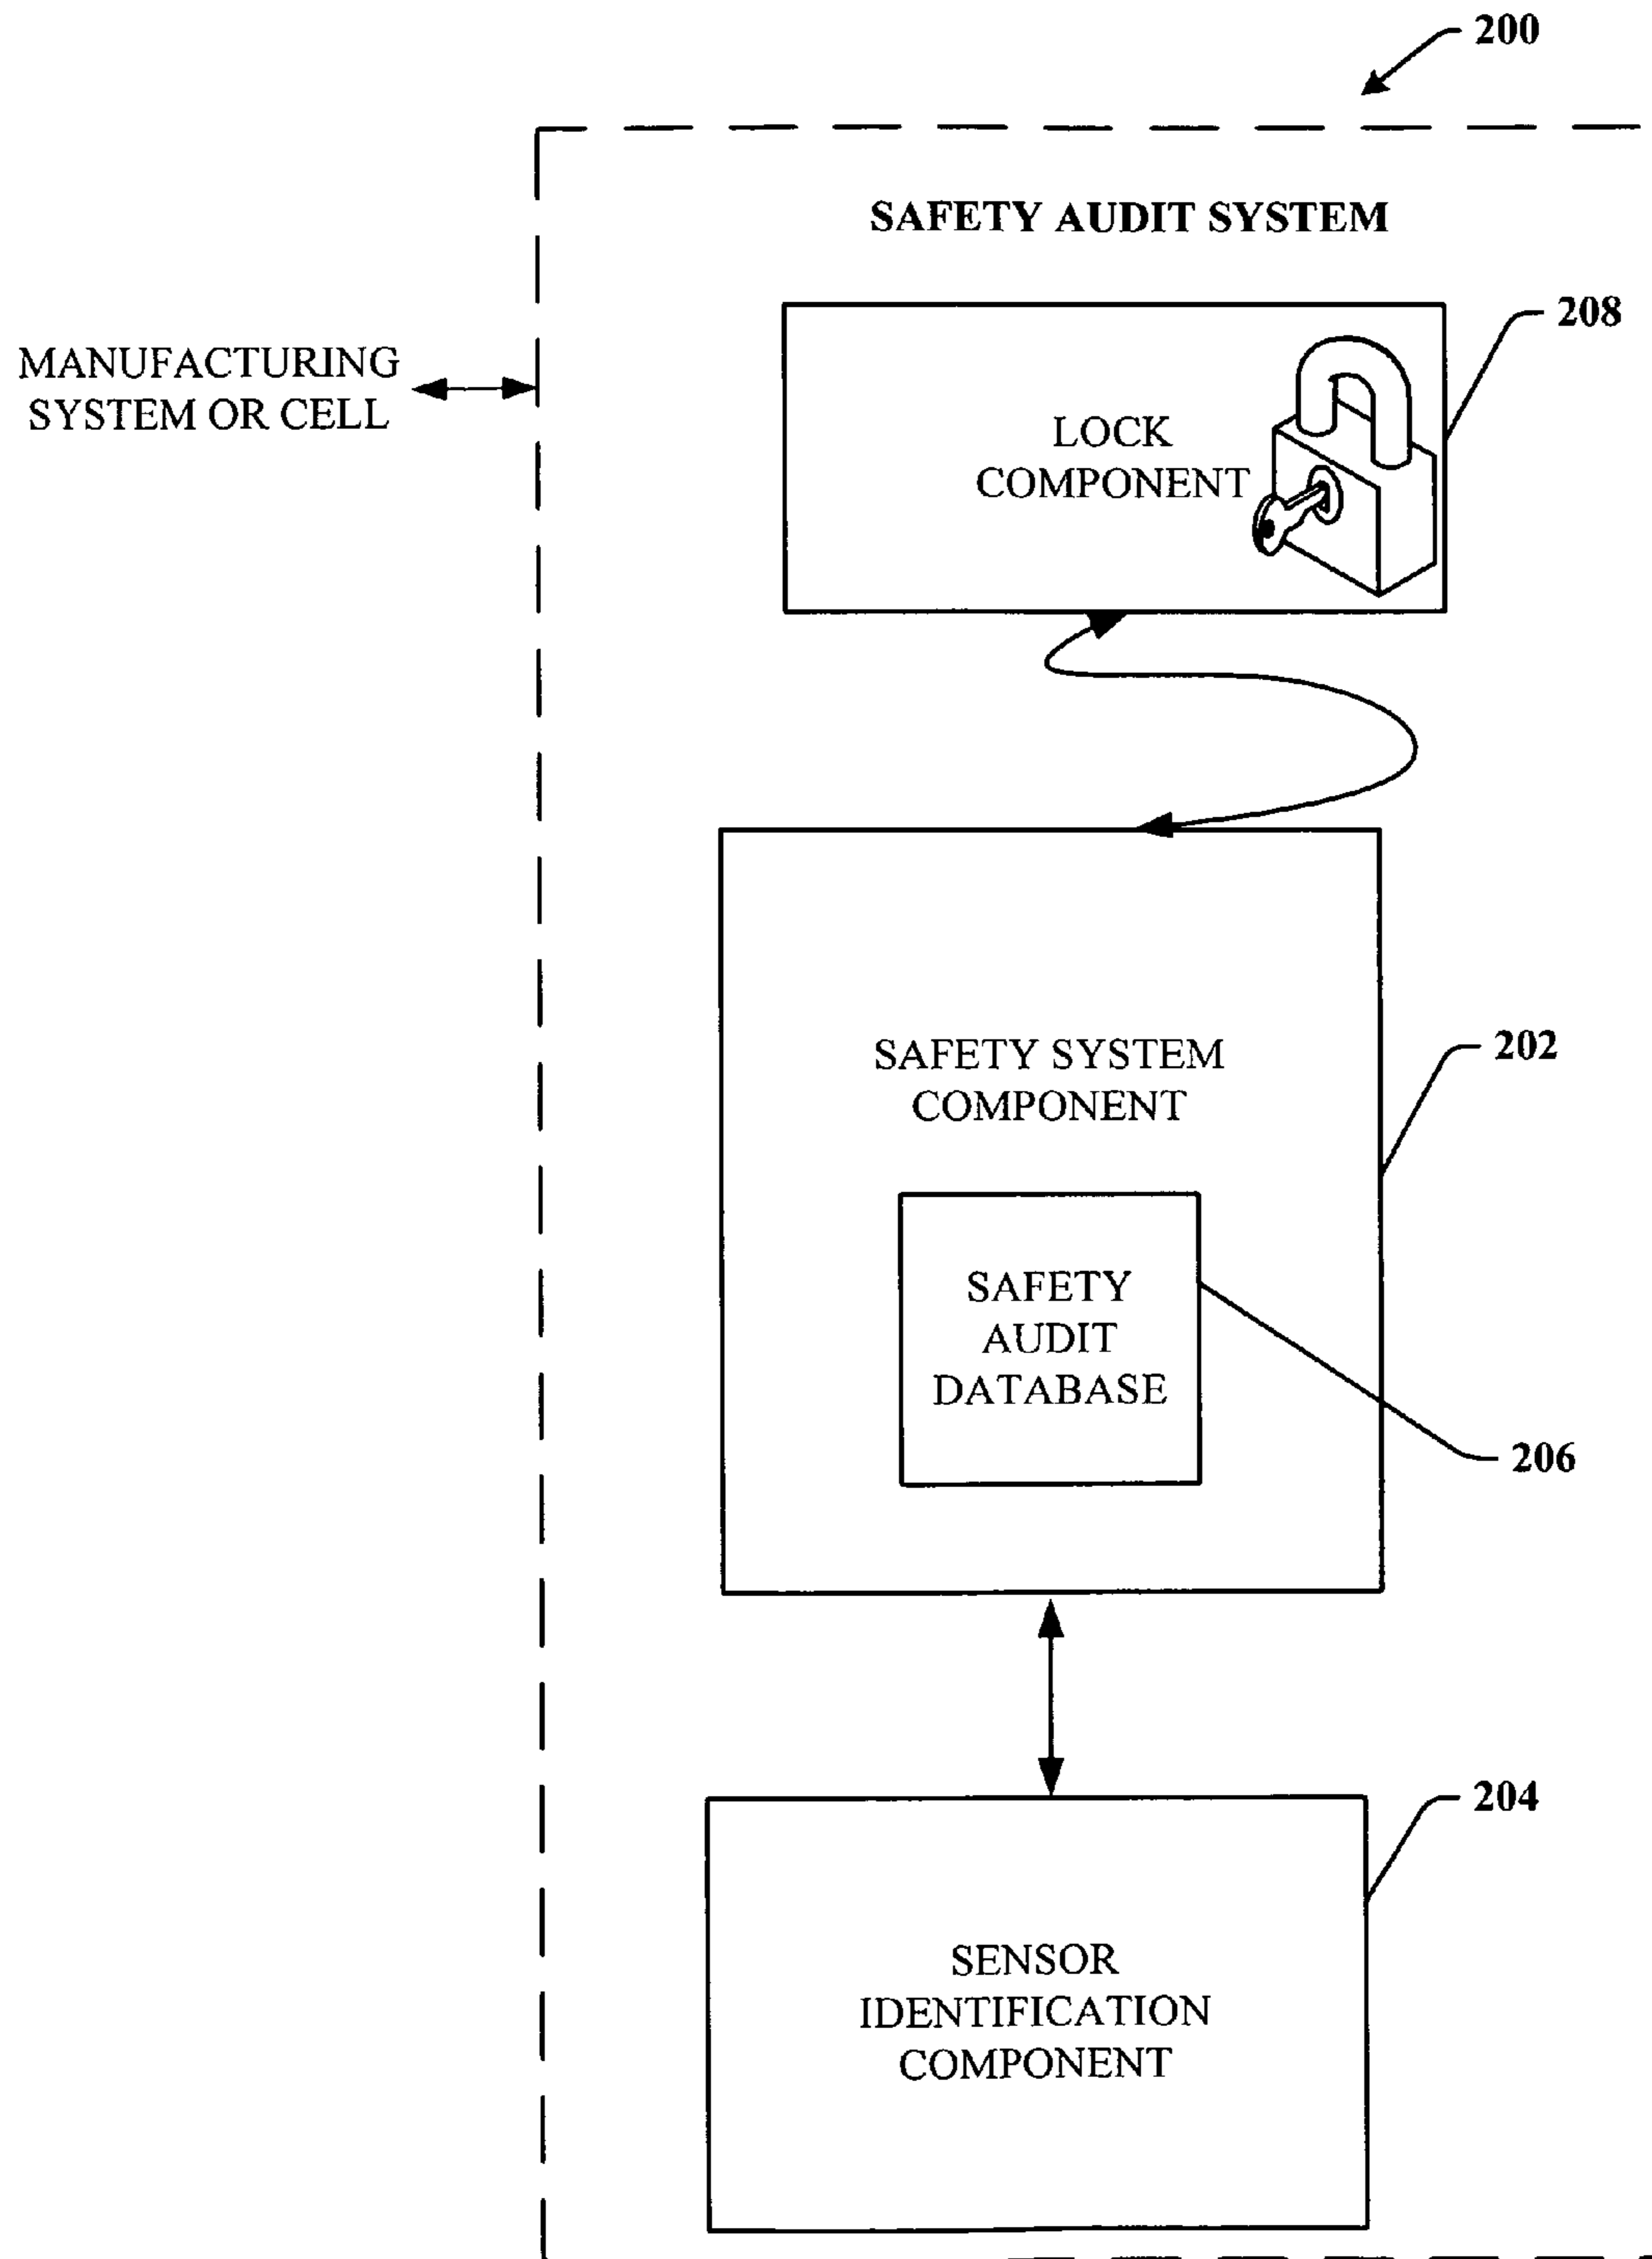 200
SAFETY AUDIT SYSTEM
208
MANUFACTURING
SYSTEM OR CELL
LOCK
COMPONENT
SAFETY SYSTEM
COMPONENT
202
SAFETY
AUDIT
DATABASE
206
204
SENSOR
IDENTIFICATION
COMPONENT